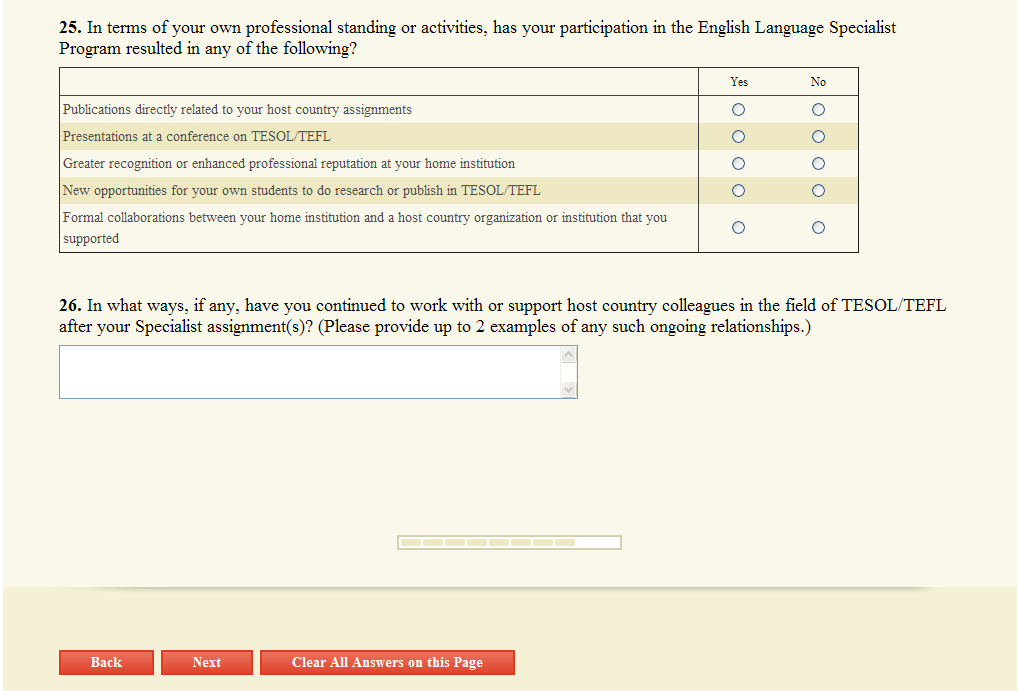 25. In terms of your own professional standing or activities, has your participation in the English Language Specialist
Program resulted in any of the following?
Yes No
Publications directly related to your host country assignments
Presentations at a conference on TESOL/TEFL
Greater recognition or enhanced professional reputation at your home institution
New opportunities for your own students to do research or publish in TESOL/TEFL
Formal collaborations between your home institution and a host country organization or institution that you
supported
26. In what ways, if any, have you continued to work with or support host country colleagues in the field of TESOL/TEFL
after your Specialist assignment(s)? (Please provide up to 2 examples of any such ongoing relationships.)
Back Next Clear All Answers on this Page